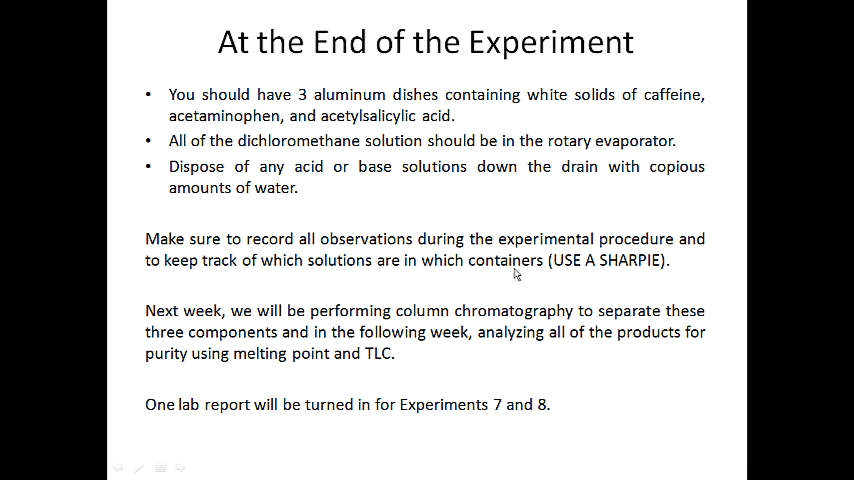 At the End of the Experiment
• You should have 3 aluminum dishes containing white solids of caffeine,
acetaminophen, and acetylsalicylic acid.
• All of the dichloromethane solution should be in the rotary evaporator.
• Dispose of any acid or base solutions down the drain with copious
amounts of water.
Make sure to record all observations during the experimental procedure and
to keep track of which solutions are in which containers (USE A SHARPIE).
Next week, we will be performing column chromatography to separate these
three components and in the following week, analyzing all of the products for
purity using melting point and TLC.
One lab report will be turned in for Experiments 7 and 8.